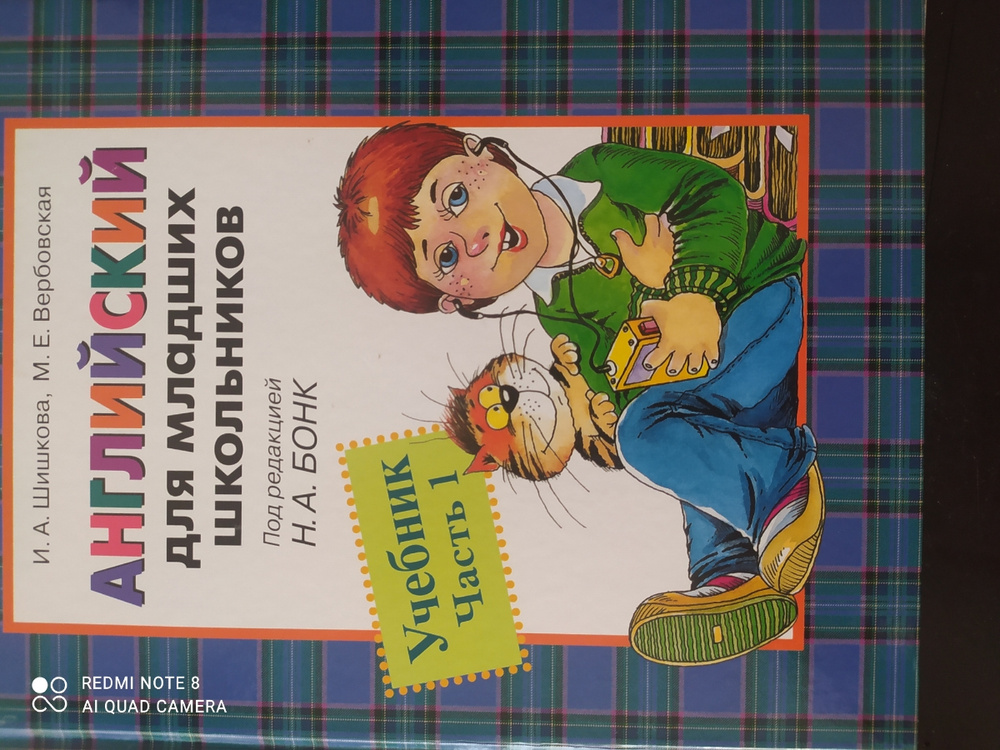 И. А. Шишкова, М. Е. Вербовская
АНГЛИЙСКИЙ
для младших
школьников
Под редакцией
Н. А. БОНК
Учебник
Часть 1
REDMI NOTE 8
AI QUAD CAMERA